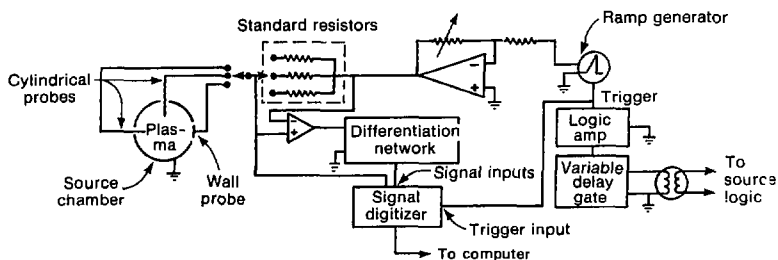 Standard resistors
Ramp generator
Cylindrical
probes
Plas-
ma
Source
chamber
Wall
probe
−
+
−
+
Differentiation
network
Signal inputs
Signal
digitizer
Trigger input
To computer
Trigger
Logic
amp
Variable
delay
gate
To
source
logic